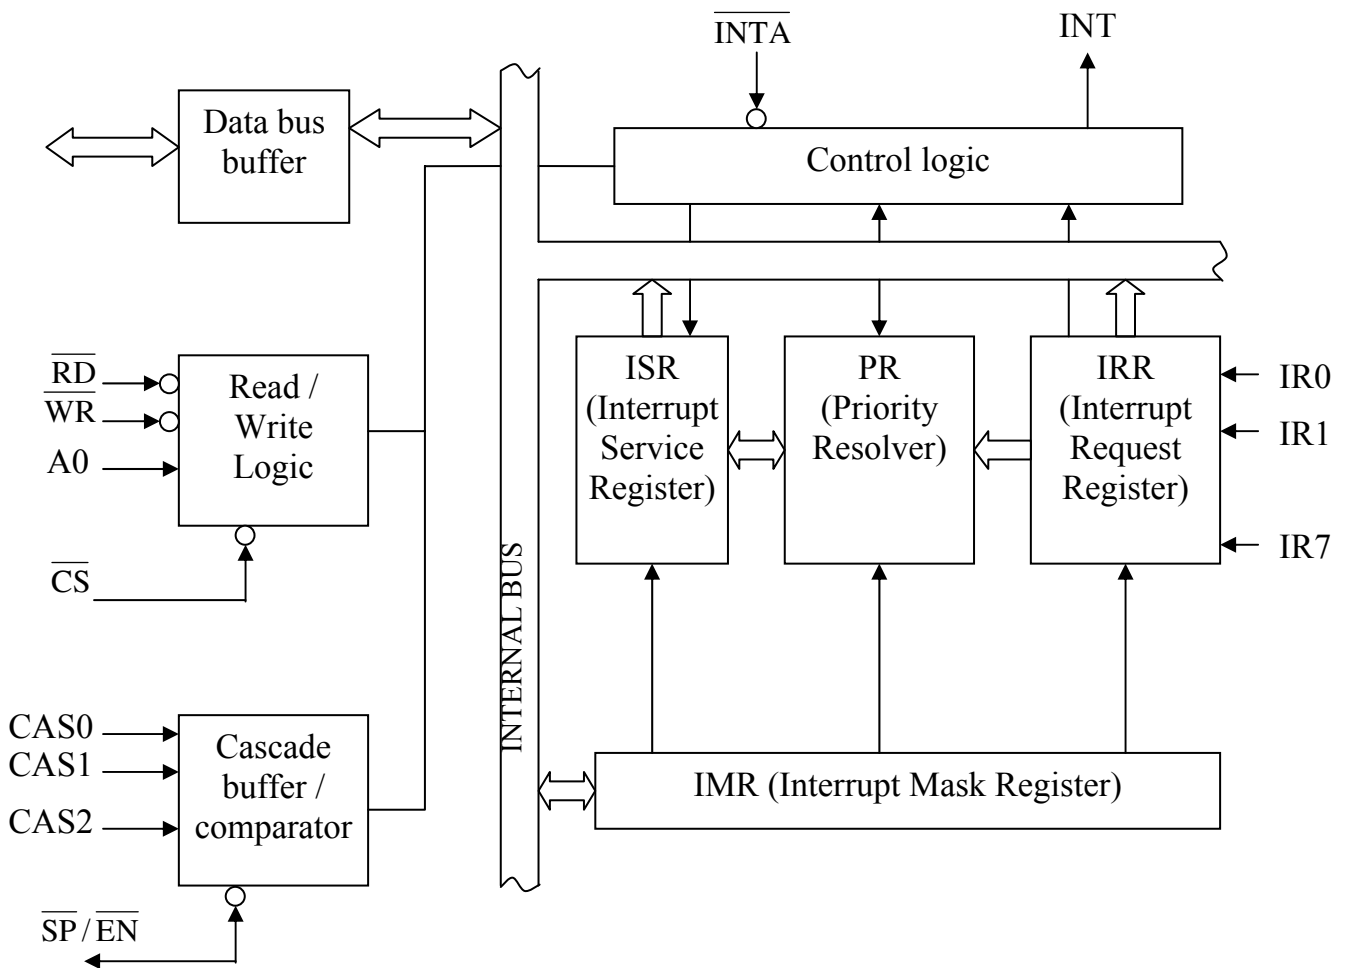 INTA
INT
Data bus
buffer
Control logic
RD
WR
A0
CS
Read /
Write
Logic
ISR
(Interrupt
Service
Register)
PR
(Priority
Resolver)
IRR
(Interrupt
Request
Register)
IR0
IR1
IR7
INTERNAL BUS
CAS0
CAS1
CAS2
Cascade
buffer /
comparator
SP / EN
IMR (Interrupt Mask Register)